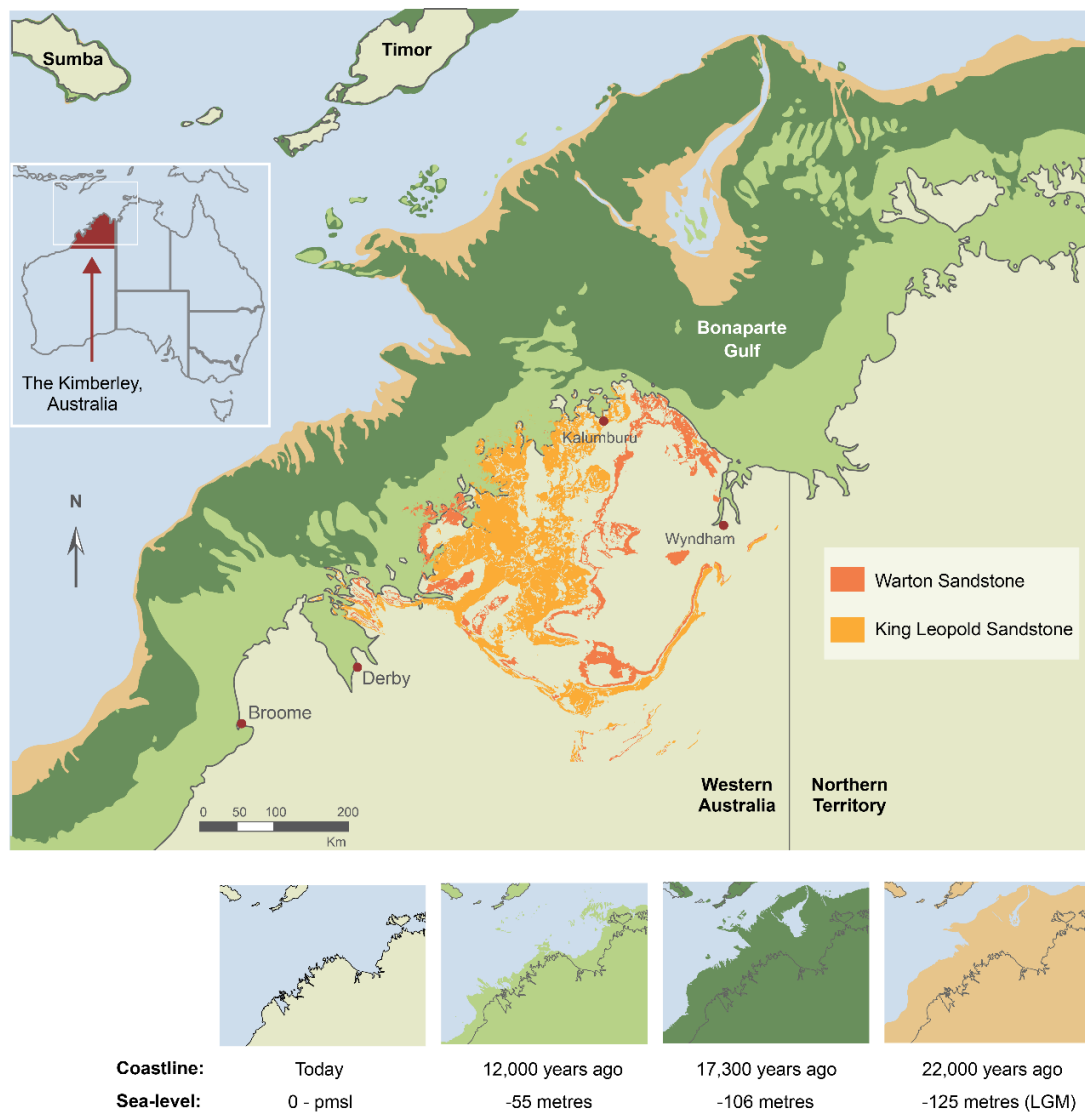 Sumba
Timor
The Kimberley,
Australia
Bonaparte
Gulf
Kalumburu
N
Wyndham
Warton Sandstone
King Leopold Sandstone
Derby
Broome
Western
Australia
Northern
Territory
0 50 100 200
Km
Coastline: Today 12,000 years ago 17,300 years ago 22,000 years ago
Sea-level: 0 - pmsl -55 metres -106 metres -125 metres (LGM)